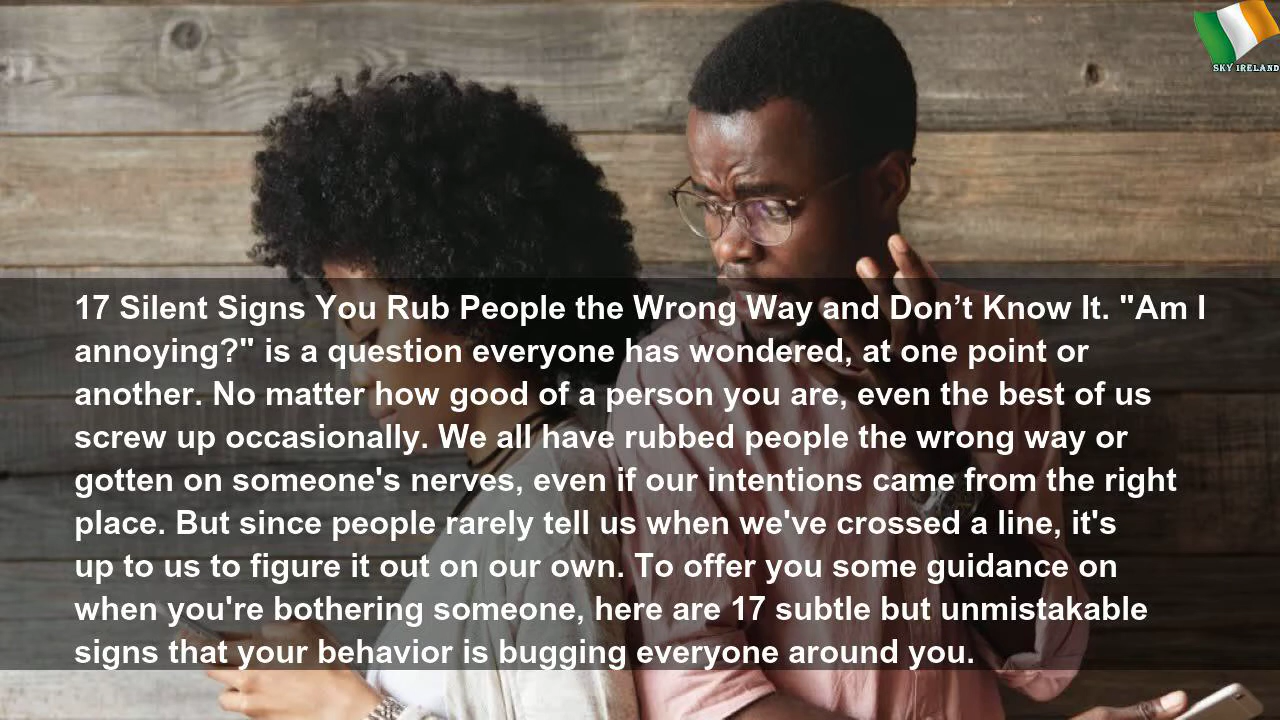 SKY IRELAND
17 Silent Signs You Rub People the Wrong Way and Don’t Know It. "Am I
annoying?" is a question everyone has wondered, at one point or
another. No matter how good of a person you are, even the best of us
screw up occasionally. We all have rubbed people the wrong way or
gotten on someone's nerves, even if our intentions came from the right
place. But since people rarely tell us when we've crossed a line, it's
up to us to figure it out on our own. To offer you some guidance on
when you're bothering someone, here are 17 subtle but unmistakable
signs that your behavior is bugging everyone around you.